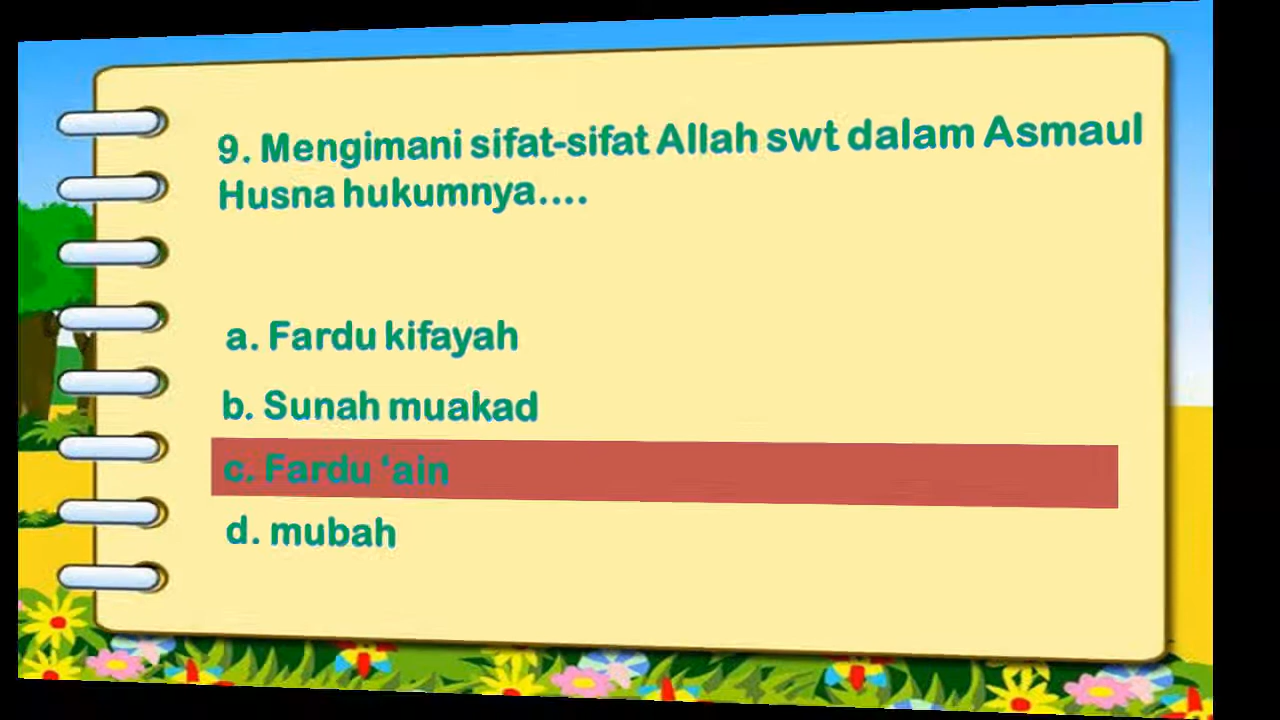 9. Mengimani sifat-sifat Allah swt dalam Asmaul
Husna hukumnya....
a. Fardu kifayah
b. Sunah muakad
c. Fardu ‘ain
d. mubah